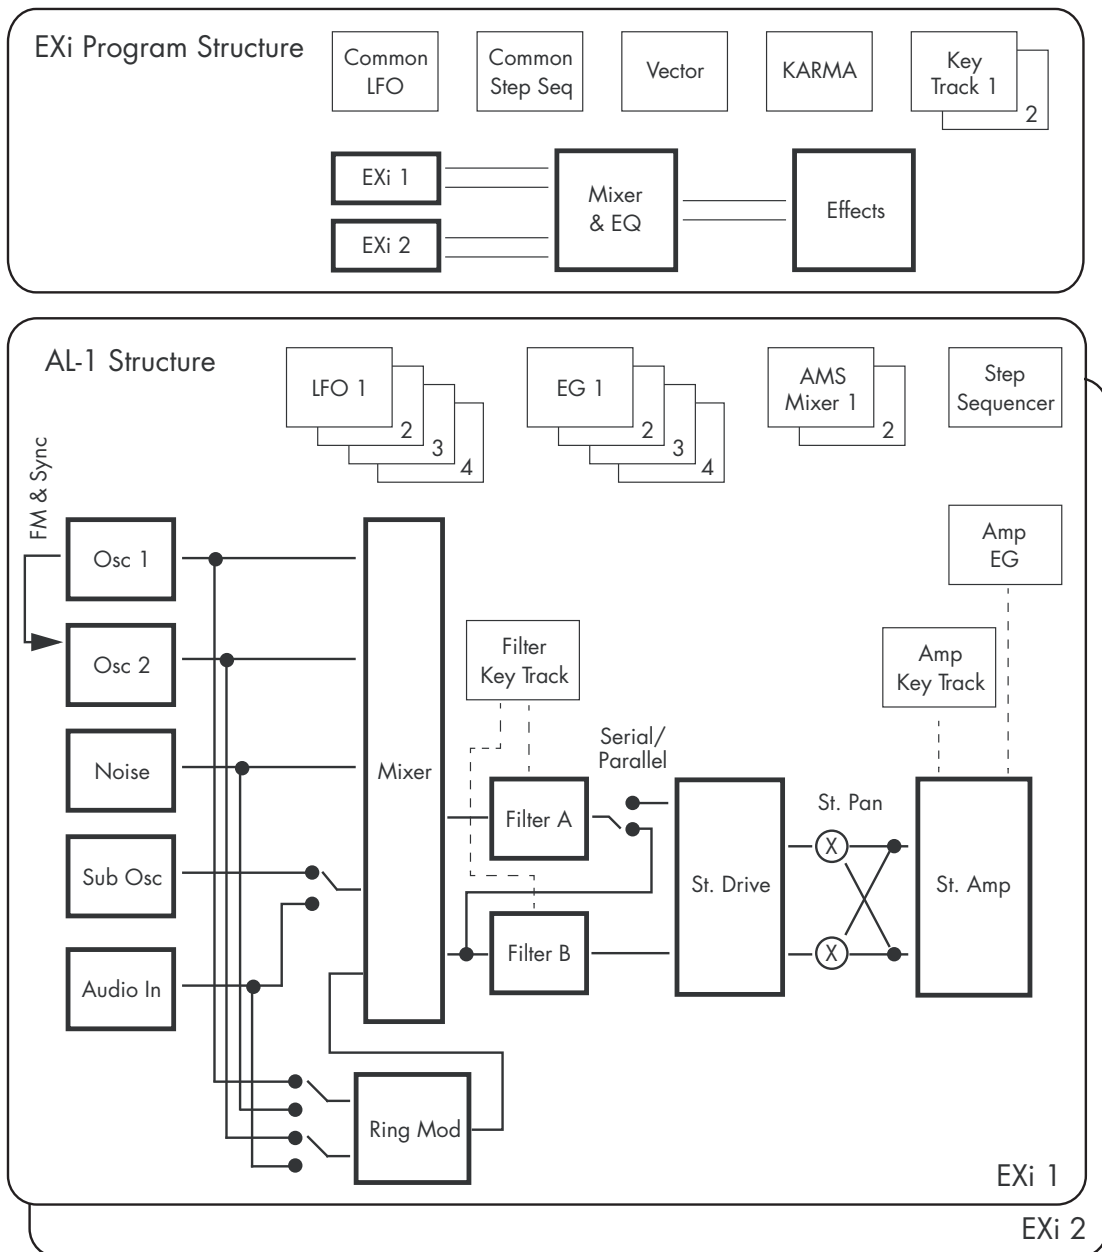 EXi Program Structure
Common
LFO
Common
Step Seq
Vector
KARMA
Key
Track 1
2
EXi 1
EXi 2
Mixer
& EQ
Effects
AL-1 Structure
LFO 1
2
3
4
EG 1
2
3
4
AMS
Mixer 1
2
Step
Sequencer
FM & Sync
Osc 1
Osc 2
Noise
Sub Osc
Audio In
Mixer
Ring Mod
Filter
Key Track
Filter A
Filter B
Serial/
Parallel
St. Drive
St. Pan
X
X
Amp
EG
Amp
Key Track
St. Amp
EXi 1
EXi 2